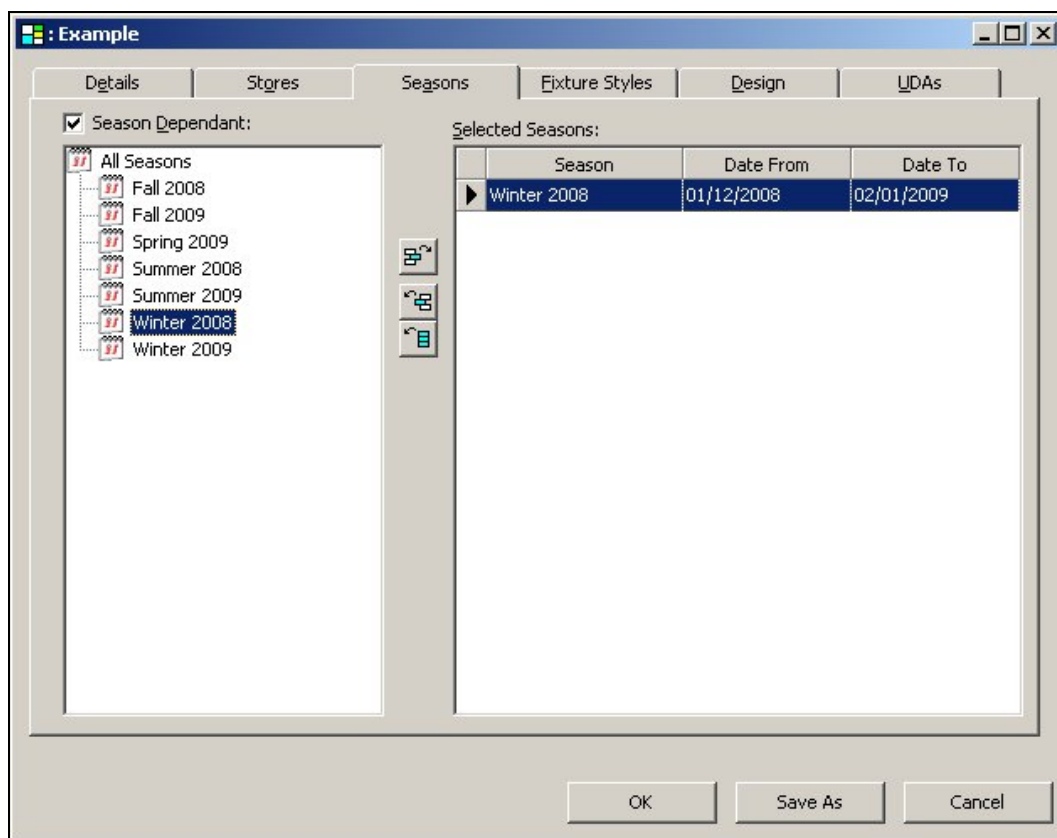 : Example
Details Stores Seasons Fixture Styles Design UDAs
Season Dependant:
Selected Seasons:
All Seasons
Fall 2008
Fall 2009
Spring 2009
Summer 2008
Summer 2009
Winter 2008
Winter 2009
Season Date From Date To
Winter 2008 01/12/2008 02/01/2009
OK Save As Cancel